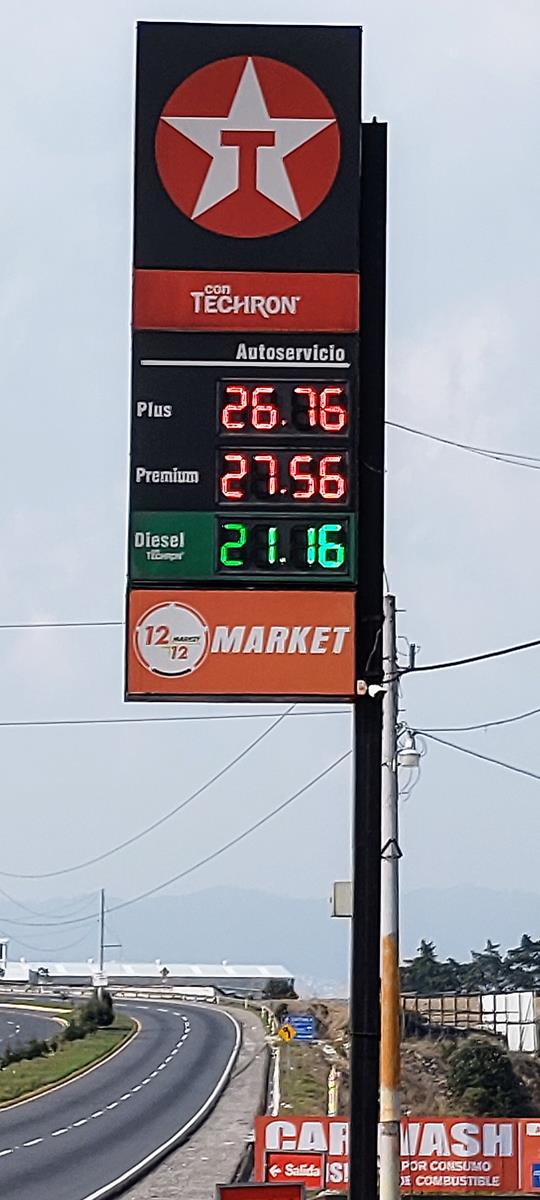 T
con
TECHRON
Autoservicio
Plus 26.76
Premium 27.56
Diesel 21.16
TECHRON
12 MARKET 12
MARKET
CAR WASH
Salida
POR CONSUMO
DE COMBUSTIBLE